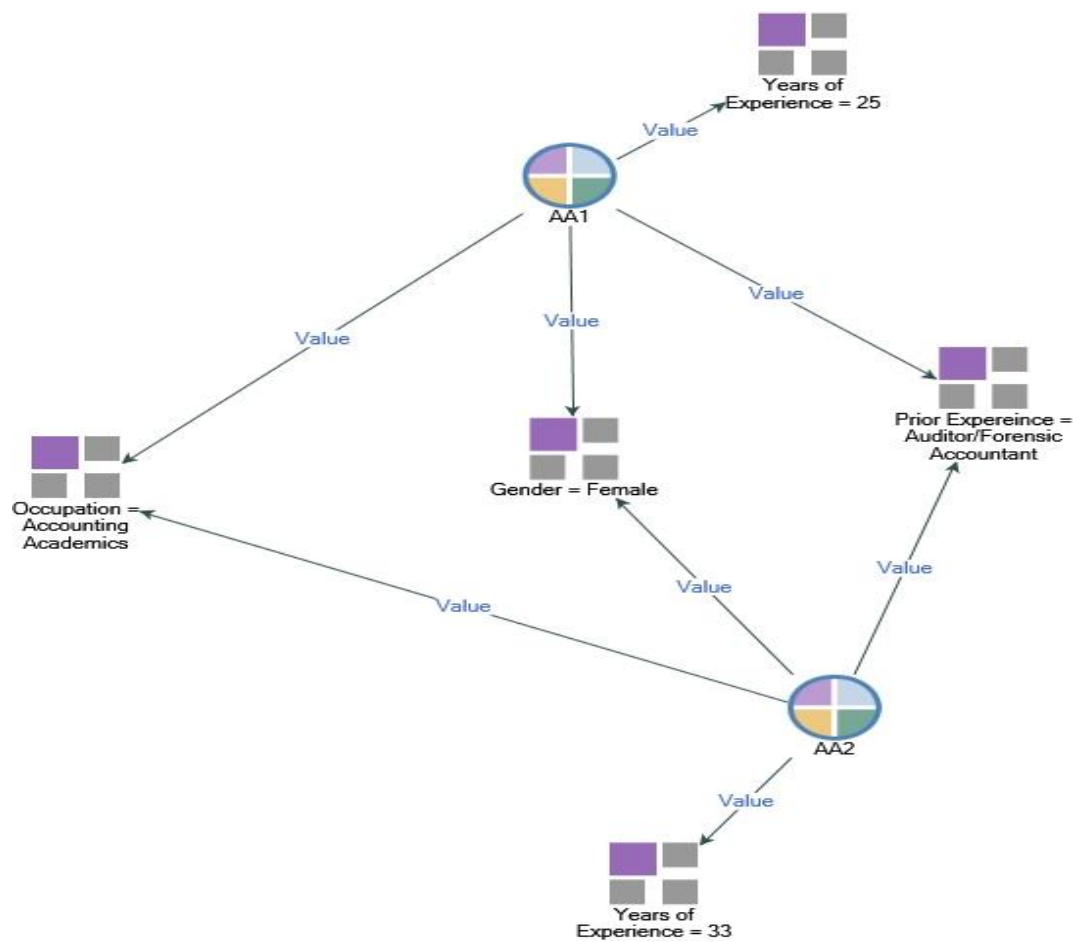 Years of
Experience = 25
Value
AA1
Value
Value
Value
Prior Expereince =
Auditor/Forensic
Accountant
Gender = Female
Occupation =
Accounting
Academics
Value
Value
Value
AA2
Value
Years of
Experience = 33